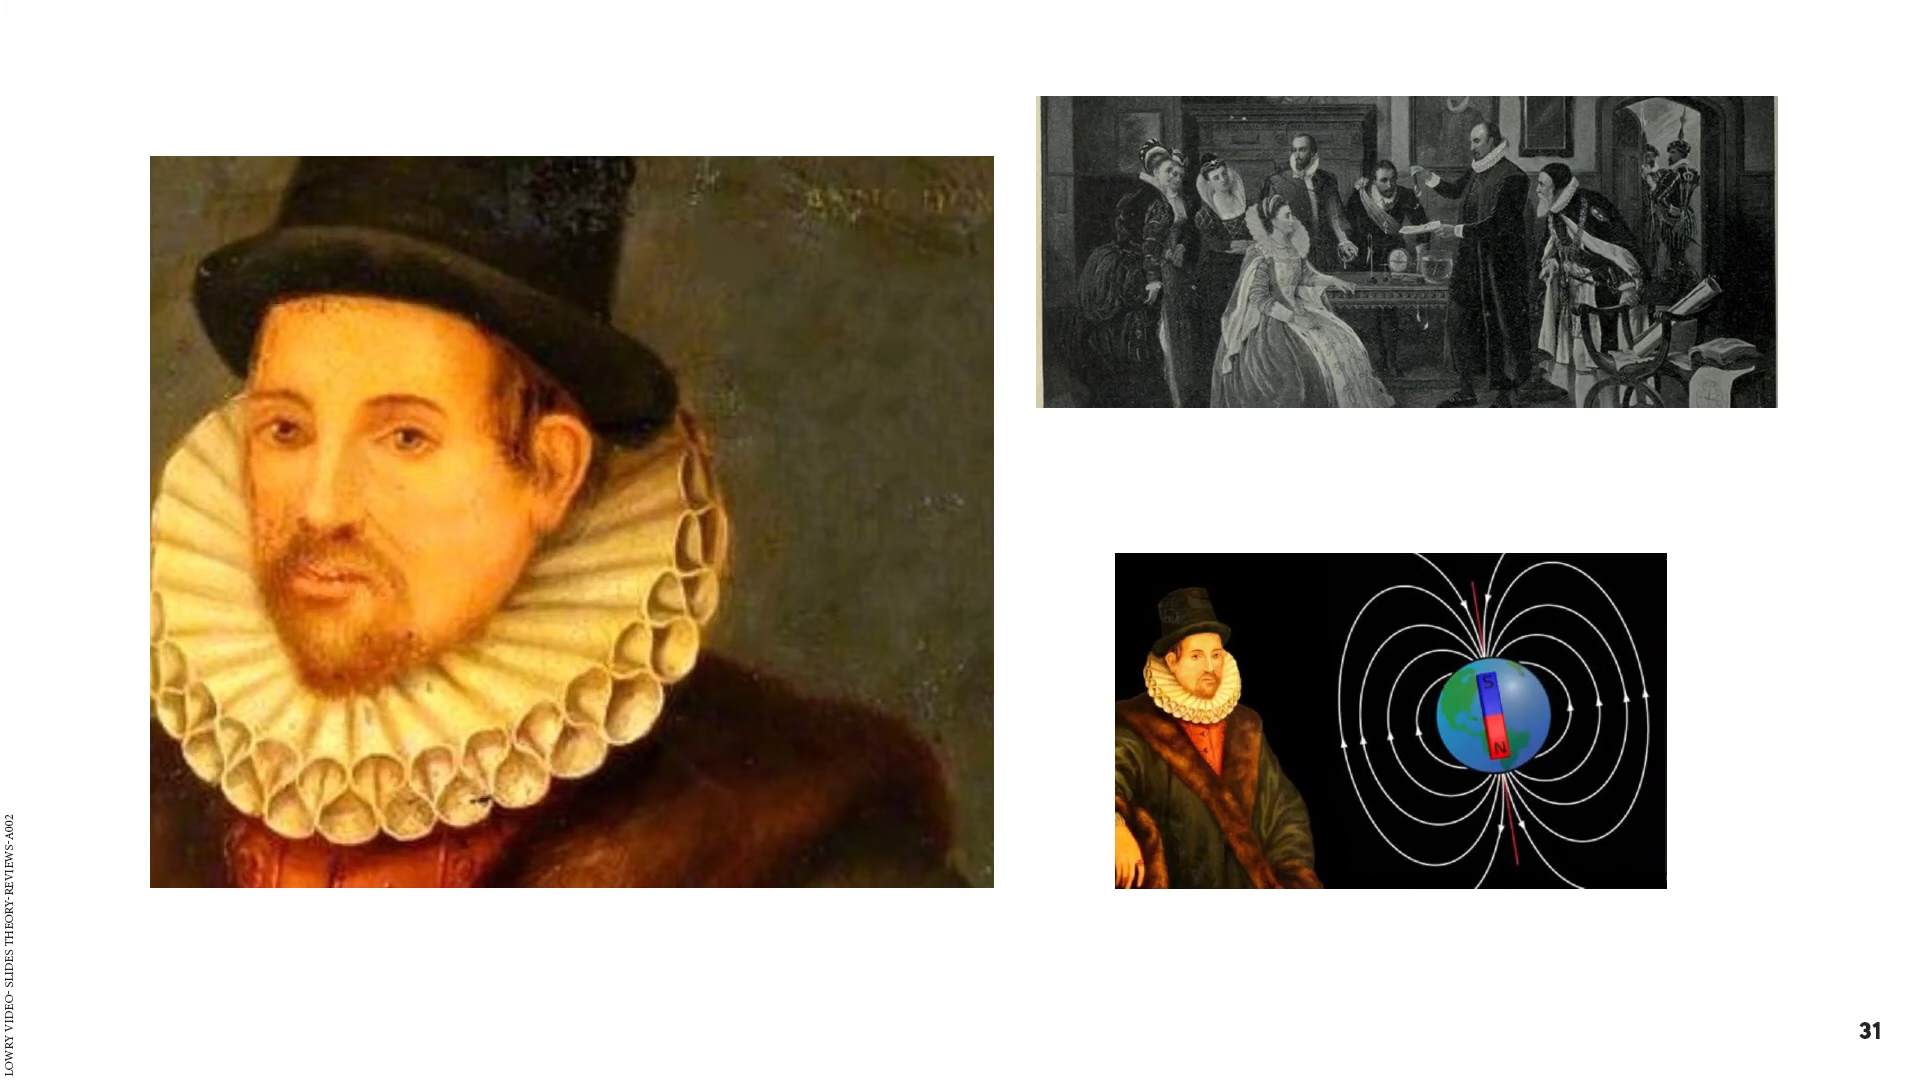 LOWRY VIDEO- SLIDES THEORY- REVIEWS-A002
S
N
31